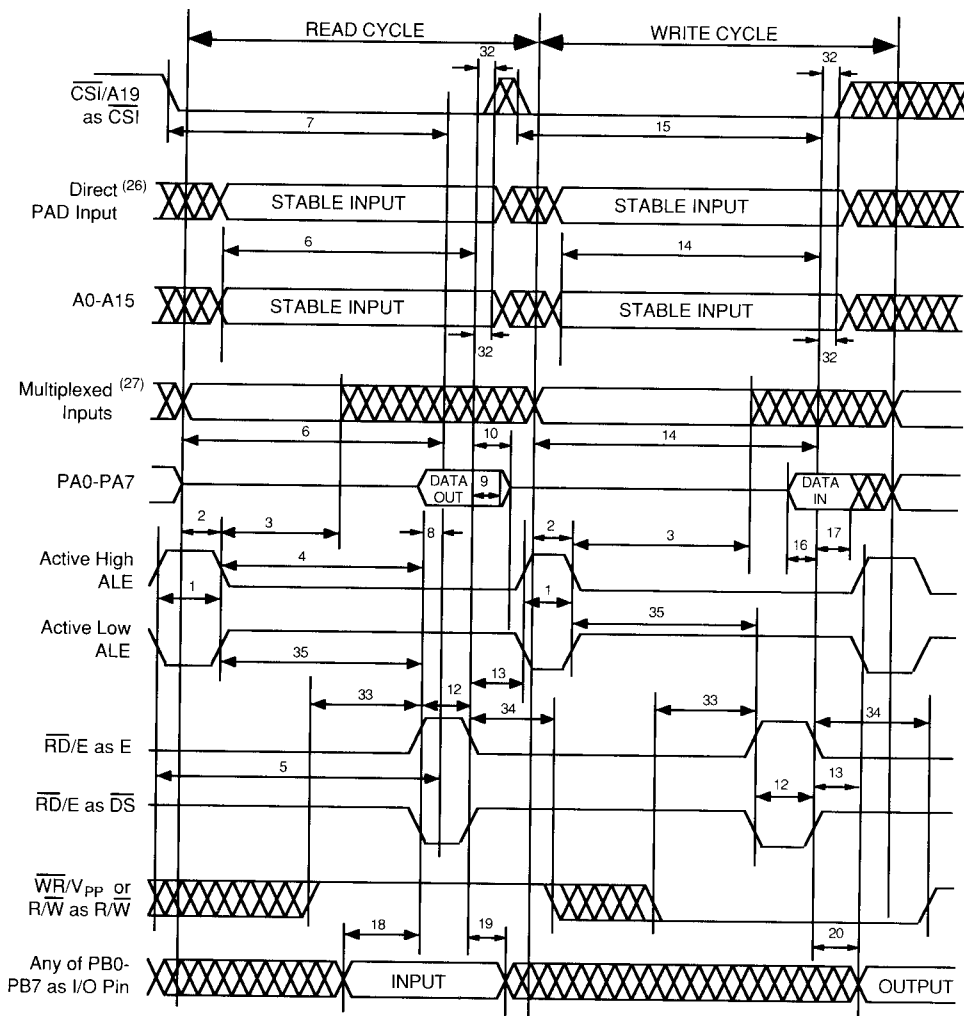 READ CYCLE WRITE CYCLE
32 32
CSI/A19
as CSI
7 15
Direct (26)
PAD Input
STABLE INPUT STABLE INPUT
6 14
A0-A15 STABLE INPUT STABLE INPUT
32 32
Multiplexed (27)
Inputs
6 10 14
PA0-PA7
DATA
OUT
9
DATA
IN
2 3 8 2 3 16 17
Active High
ALE
4
1 1
Active Low
ALE
35
35
13
33 12 34 33 34
RD/E as E
5
12 13
RD/E as DS
WR/VPP or
R/W as R/W
18 19 20
Any of PB0-
PB7 as I/O Pin
INPUT OUTPUT